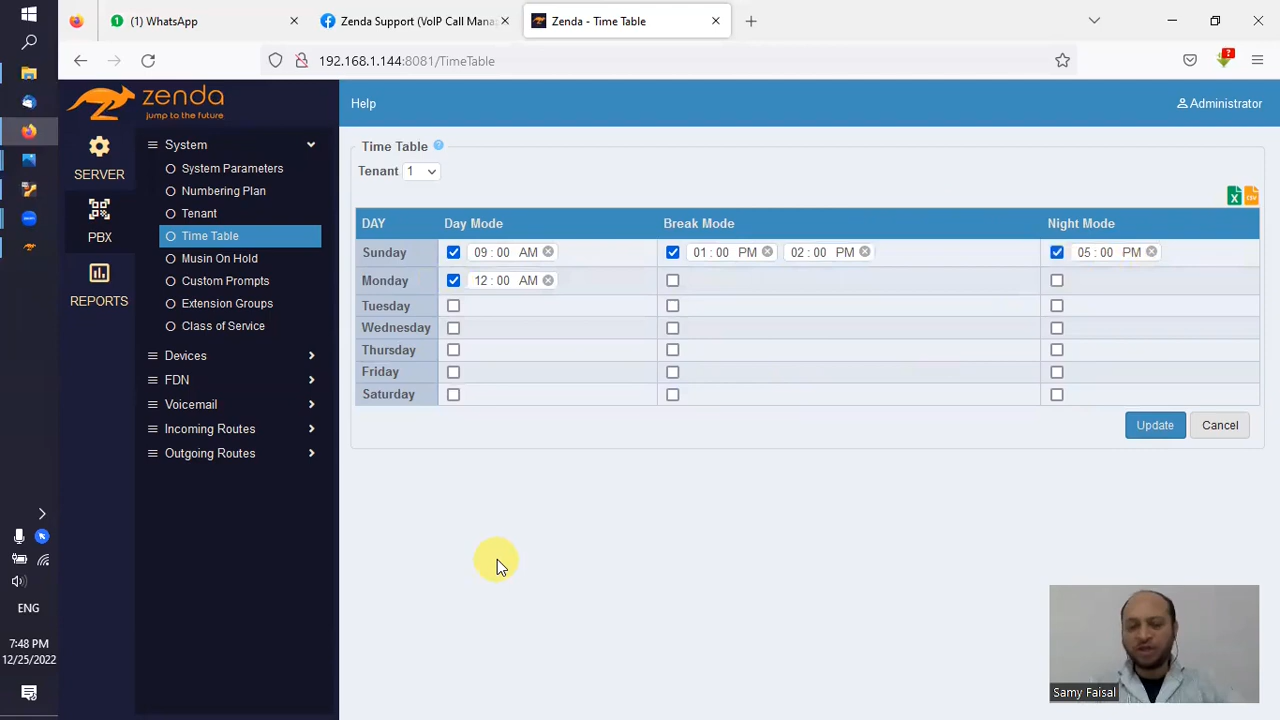 (1) WhatsApp
Zenda Support (VoIP Call Mana
Zenda - Time Table
192.168.1.144:8081/TimeTable
zenda
jump to the future
Help
Administrator
SERVER
PBX
REPORTS
System
System Parameters
Numbering Plan
Tenant
Time Table
Musin On Hold
Custom Prompts
Extension Groups
Class of Service
Devices
FDN
Voicemail
Incoming Routes
Outgoing Routes
Time Table ?
Tenant 1
X CSV
DAY Day Mode Break Mode Night Mode
Sunday 09:00 AM 01:00 PM 02:00 PM 05:00 PM
Monday 12:00 AM
Tuesday
Wednesday
Thursday
Friday
Saturday
Update Cancel
Samy Faisal
ENG
7:48 PM
12/25/2022